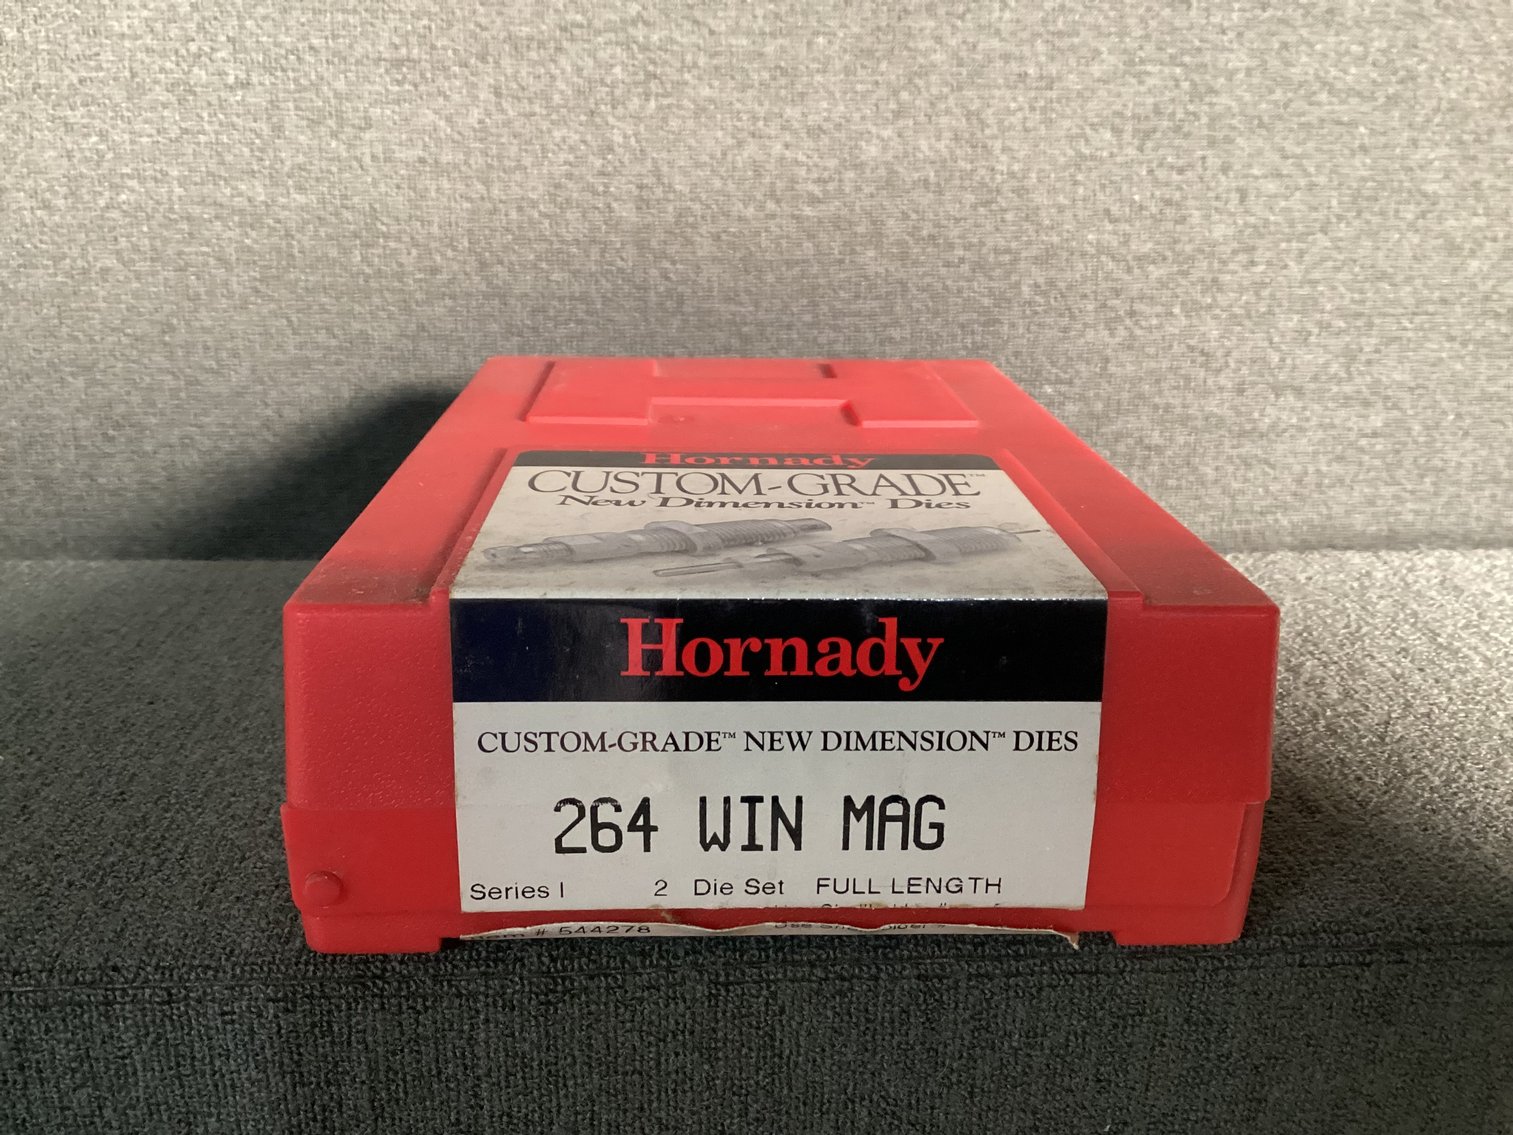 Hornady
CUSTOM-GRADE™
New Dimension™ Dies
Hornady
CUSTOM-GRADE™ NEW DIMENSION™ DIES
264 WIN MAG
Series I 2 Die Set FULL LENGTH
# 544278